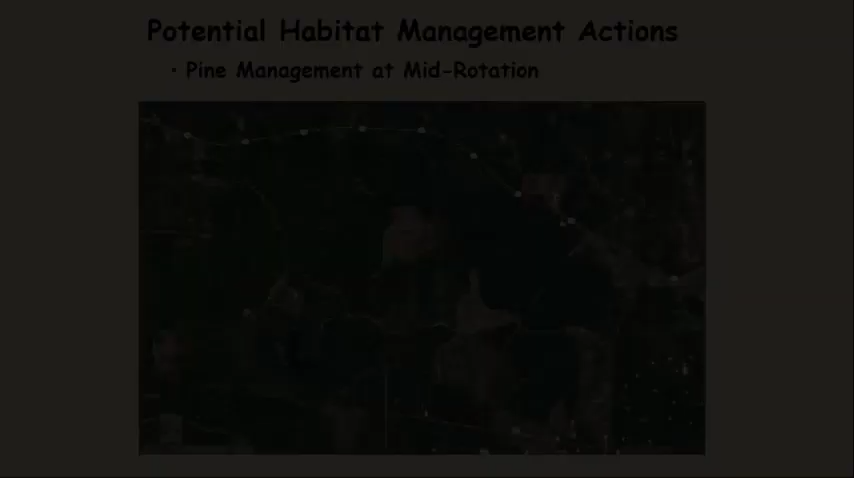 Potential Habitat Management Actions
• Pine Management at Mid-Rotation